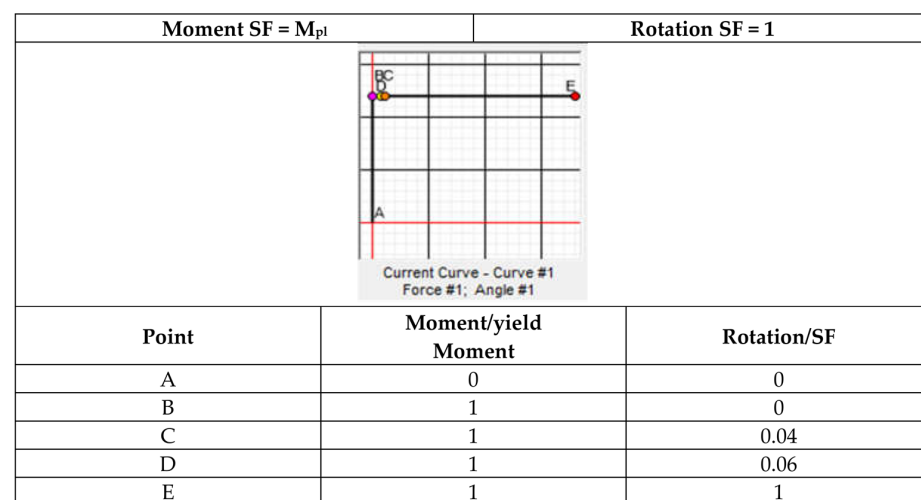 Moment SF = Mpl Rotation SF = 1
BC
D E
A
Current Curve - Curve #1
Force #1; Angle #1
Point Moment/yield Moment Rotation/SF
A 0 0
B 1 0
C 1 0.04
D 1 0.06
E 1 1